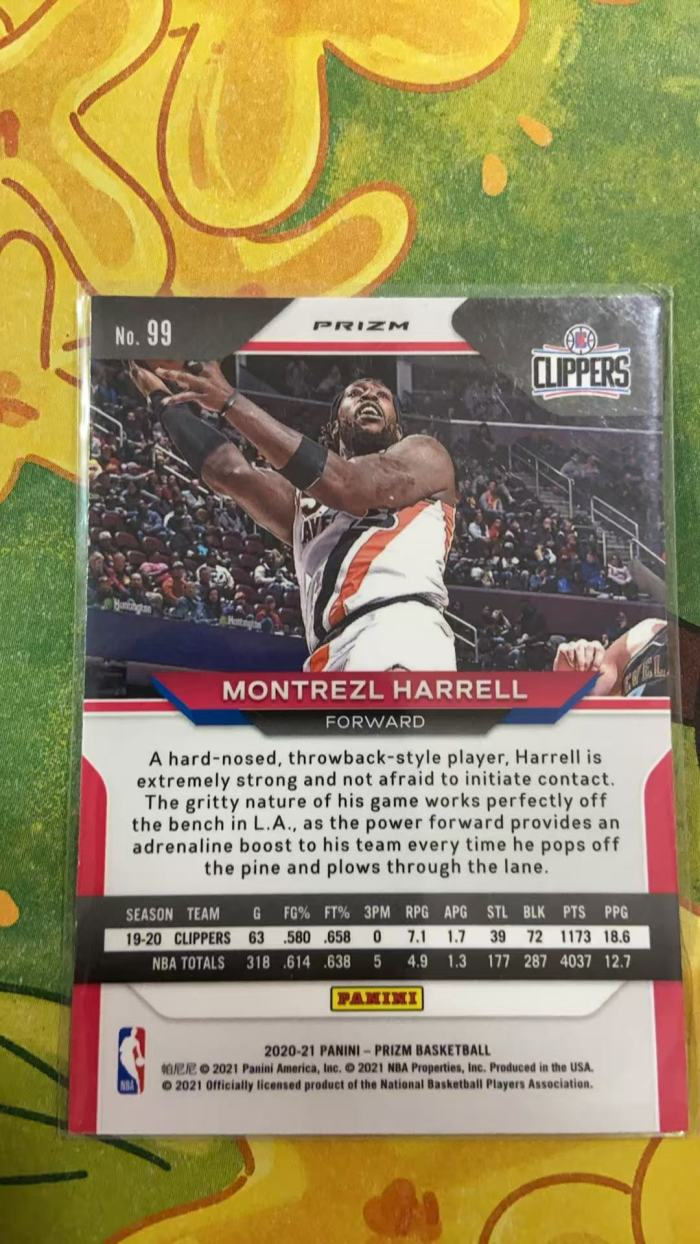 No. 99
PRIZM
CLIPPERS
Huntington
Huntington
MONTREZL HARRELL
FORWARD
A hard-nosed, throwback-style player, Harrell is
extremely strong and not afraid to initiate contact.
The gritty nature of his game works perfectly off
the bench in L.A., as the power forward provides an
adrenaline boost to his team every time he pops off
the pine and plows through the lane.
SEASON TEAM G FG% FT% 3PM RPG APG STL BLK PTS PPG
19-20 CLIPPERS 63 .580 .658 0 7.1 1.7 39 72 1173 18.6
NBA TOTALS 318 .614 .638 5 4.9 1.3 177 287 4037 12.7
PANINI
2020-21 PANINI – PRIZM BASKETBALL
帕尼尼 © 2021 Panini America, Inc. © 2021 NBA Properties, Inc. Produced in the USA.
© 2021 Officially licensed product of the National Basketball Players Association.
NBA